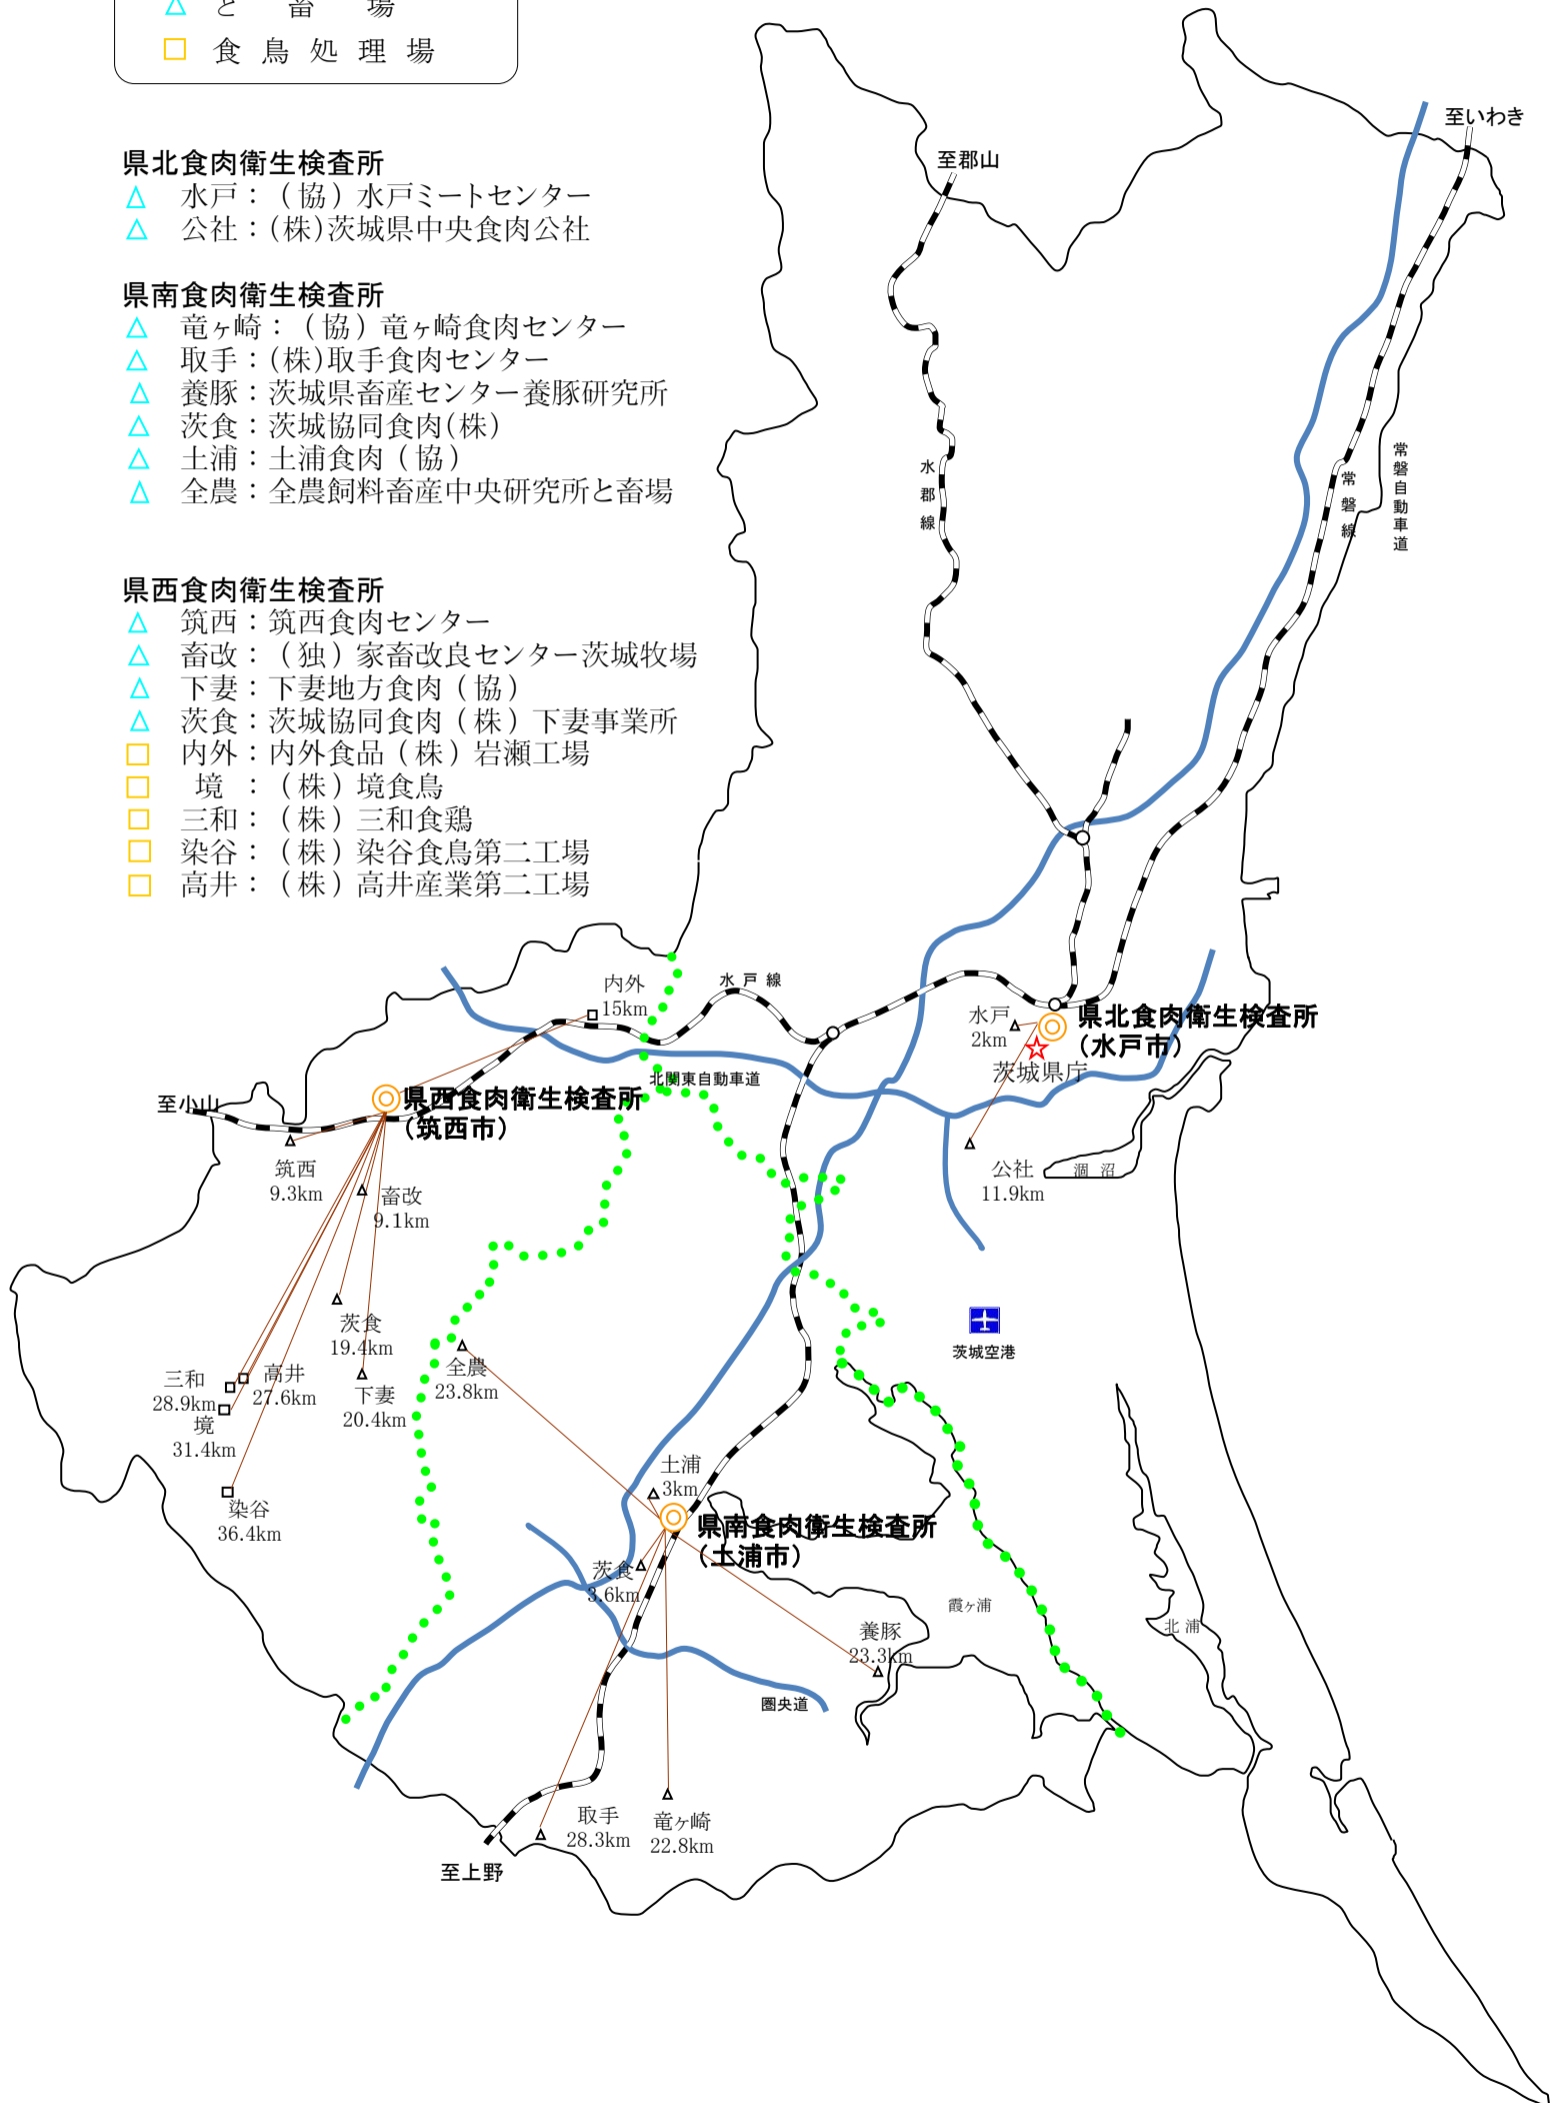 と畜場
食鳥処理場
県北食肉衛生検査所
水戸：（協）水戸ミートセンター
公社：(株)茨城県中央食肉公社
県南食肉衛生検査所
竜ヶ崎：（協）竜ヶ崎食肉センター
取手：(株)取手食肉センター
養豚：茨城県畜産センター養豚研究所
茨食：茨城協同食肉(株)
土浦：土浦食肉（協）
全農：全農飼料畜産中央研究所と畜場
県西食肉衛生検査所
筑西：筑西食肉センター
畜改：（独）家畜改良センター茨城牧場
下妻：下妻地方食肉（協）
茨食：茨城協同食肉（株）下妻事業所
内外：内外食品（株）岩瀬工場
境：（株）境食鳥
三和：（株）三和食鶏
染谷：（株）染谷食鳥第二工場
高井：（株）高井産業第二工場
至いわき
至郡山
水郡線
常磐線
常磐自動車道
内外
15km
水戸線
水戸
2km
県北食肉衛生検査所
（水戸市）
茨城県庁
北関東自動車道
至小山
県西食肉衛生検査所
（筑西市）
筑西
9.3km
畜改
9.1km
公社
11.9km
涸沼
茨食
19.4km
茨城空港
三和
28.9km
高井
27.6km
境
31.4km
下妻
20.4km
全農
23.8km
染谷
36.4km
土浦
3km
県南食肉衛生検査所
（土浦市）
茨食
3.6km
霞ヶ浦
北浦
養豚
23.3km
圏央道
取手
28.3km
竜ヶ崎
22.8km
至上野